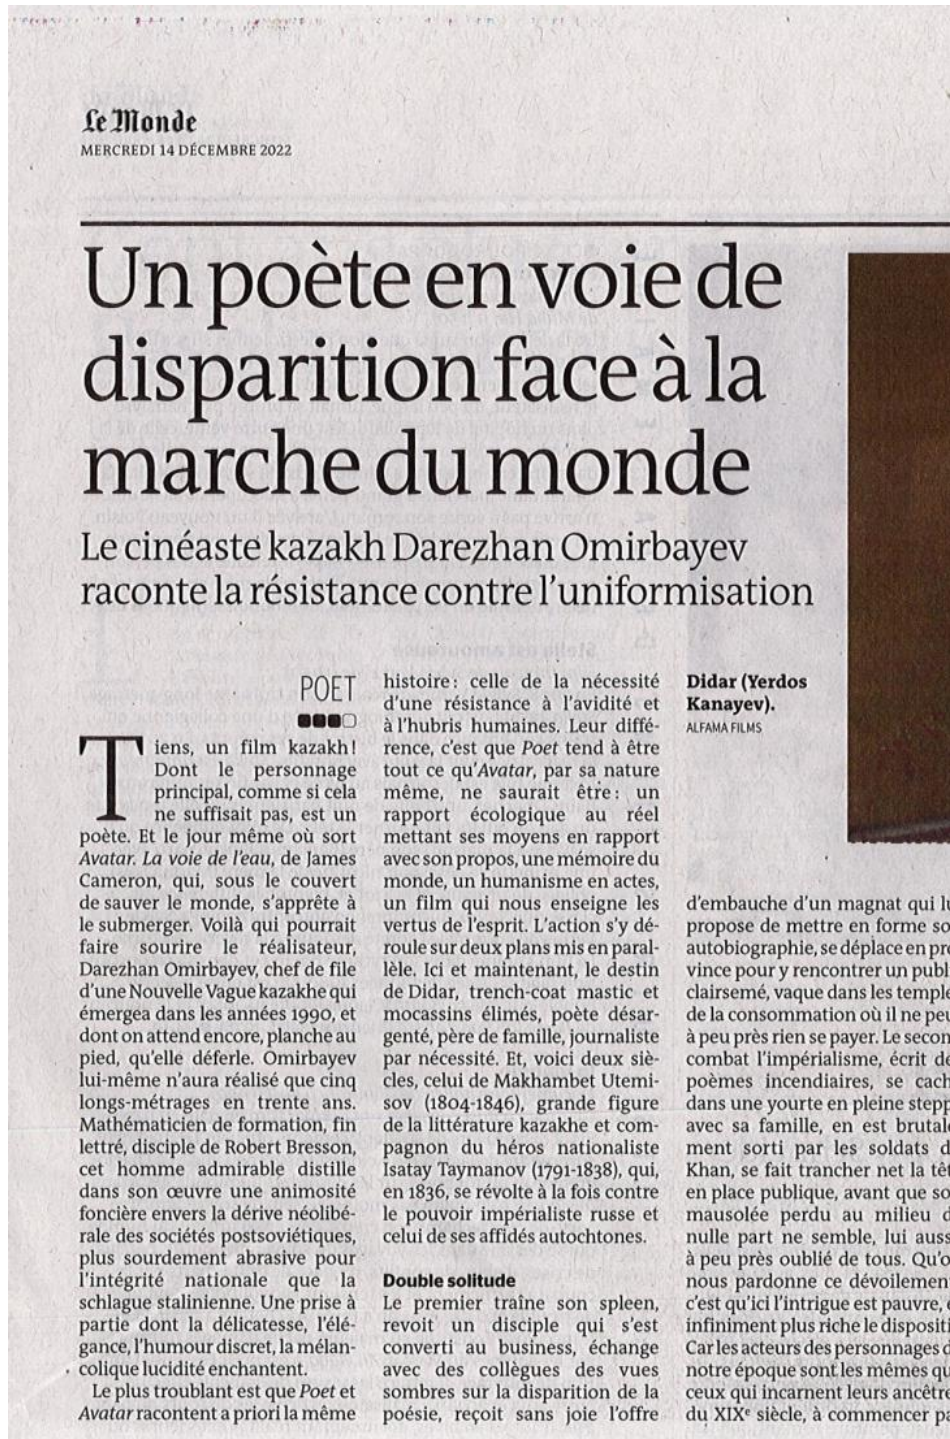 Le Monde
MERCREDI 14 DÉCEMBRE 2022
Un poète en voie de
disparition face à la
marche du monde
Le cinéaste kazakh Darezhan Omirbayev
raconte la résistance contre l'uniformisation
POET
Tiens, un film kazakh!
Dont le personnage
principal, comme si cela
ne suffisait pas, est un
poète. Et le jour même où sort
Avatar. La voie de l'eau, de James
Cameron, qui, sous le couvert
de sauver le monde, s'apprête à
le submerger. Voilà qui pourrait
faire sourire le réalisateur,
Darezhan Omirbayev, chef de file
d'une Nouvelle Vague kazakhe qui
émergea dans les années 1990, et
dont on attend encore, planche au
pied, qu'elle déferle. Omirbayev
lui-même n'aura réalisé que cinq
longs-métrages en trente ans.
Mathématicien de formation, fin
lettré, disciple de Robert Bresson,
cet homme admirable distille
dans son œuvre une animosité
foncière envers la dérive néolibé-
rale des sociétés postsoviétiques,
plus sourdement abrasive pour
l'intégrité nationale que la
schlague stalinienne. Une prise à
partie dont la délicatesse, l'élé-
gance, l'humour discret, la mélan-
colique lucidité enchantent.
Le plus troublant est que Poet et
Avatar racontent a priori la même
histoire: celle de la nécessité
d'une résistance à l'avidité et
à l'hubris humaines. Leur diffé-
rence, c'est que Poet tend à être
tout ce qu'Avatar, par sa nature
même, ne saurait être: un
rapport écologique au réel
mettant ses moyens en rapport
avec son propos, une mémoire du
monde, un humanisme en actes,
un film qui nous enseigne les
vertus de l'esprit. L'action s'y dé-
roule sur deux plans mis en paral-
lèle. Ici et maintenant, le destin
de Didar, trench-coat mastic et
mocassins élimés, poète désar-
genté, père de famille, journaliste
par nécessité. Et, voici deux siè-
cles, celui de Makhambet Utemi-
sov (1804-1846), grande figure
de la littérature kazakhe et com-
pagnon du héros nationaliste
Isatay Taymanov (1791-1838), qui,
en 1836, se révolte à la fois contre
le pouvoir impérialiste russe et
celui de ses affidés autochtones.
Double solitude
Le premier traîne son spleen,
revoit un disciple qui s'est
converti au business, échange
avec des collègues des vues
sombres sur la disparition de la
poésie, reçoit sans joie l'offre
Didar (Yerdos
Kanayev).
ALFAMA FILMS
d'embauche d'un magnat qui lu
propose de mettre en forme so
autobiographie, se déplace en pro
vince pour y rencontrer un publi
clairsemé, vaque dans les temple
de la consommation où il ne peu
à peu près rien se payer. Le secon
combat l'impérialisme, écrit de
poèmes incendiaires, se cach
dans une yourte en pleine stepp
avec sa famille, en est brutale
ment sorti par les soldats d
Khan, se fait trancher net la têt
en place publique, avant que so
mausolée perdu au milieu d
nulle part ne semble, lui auss
à peu près oublié de tous. Qu'o
nous pardonne ce dévoilemen
c'est qu'ici l'intrigue est pauvre,
infiniment plus riche le dispositi
Car les acteurs des personnages d
notre époque sont les mêmes qu
ceux qui incarnent leurs ancêtre
du XIXe siècle, à commencer pa